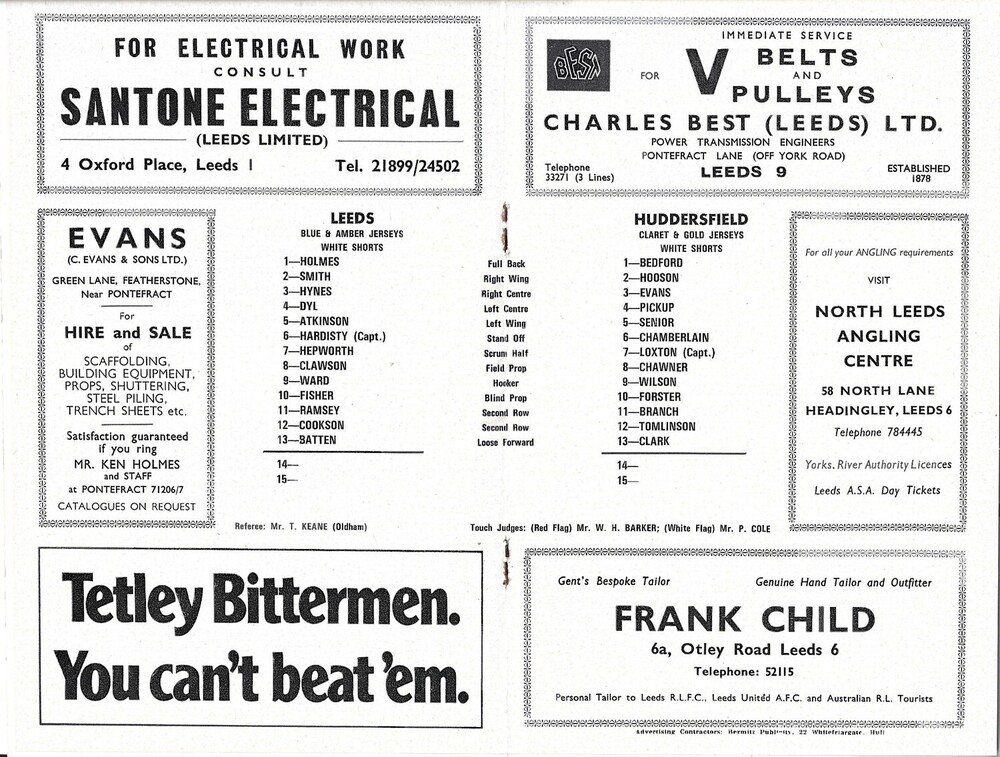 FOR ELECTRICAL WORK
CONSULT
SANTONE ELECTRICAL
(LEEDS LIMITED)
4 Oxford Place, Leeds 1 Tel. 21899/24502
IMMEDIATE SERVICE
BESA
FOR V BELTS
AND
PULLEYS
CHARLES BEST (LEEDS) LTD.
POWER TRANSMISSION ENGINEERS
PONTEFRACT LANE (OFF YORK ROAD)
Telephone
33271 (3 Lines)
LEEDS 9
ESTABLISHED
1878
EVANS
(C. EVANS & SONS LTD.)
GREEN LANE, FEATHERSTONE,
Near PONTEFRACT
For
HIRE and SALE
of
SCAFFOLDING,
BUILDING EQUIPMENT,
PROPS, SHUTTERING,
STEEL PILING,
TRENCH SHEETS etc.
Satisfaction guaranteed
if you ring
MR. KEN HOLMES
and STAFF
at PONTEFRACT 71206/7
CATALOGUES ON REQUEST
LEEDS
BLUE & AMBER JERSEYS
WHITE SHORTS
1—HOLMES
2—SMITH
3—HYNES
4—DYL
5—ATKINSON
6—HARDISTY (Capt.)
7—HEPWORTH
8—CLAWSON
9—WARD
10—FISHER
11—RAMSEY
12—COOKSON
13—BATTEN
14—
15—
Full Back
Right Wing
Right Centre
Left Centre
Left Wing
Stand Off
Scrum Half
Field Prop
Hooker
Blind Prop
Second Row
Second Row
Loose Forward
HUDDERSFIELD
CLARET & GOLD JERSEYS
WHITE SHORTS
1—BEDFORD
2—HOOSON
3—EVANS
4—PICKUP
5—SENIOR
6—CHAMBERLAIN
7—LOXTON (Capt.)
8—CHAWNER
9—WILSON
10—FORSTER
11—BRANCH
12—TOMLINSON
13—CLARK
14—
15—
Referee: Mr. T. KEANE (Oldham) Touch Judges: (Red Flag) Mr. W. H. BARKER; (White Flag) Mr. P. COLE
For all your ANGLING requirements
VISIT
NORTH LEEDS
ANGLING
CENTRE
58 NORTH LANE
HEADINGLEY, LEEDS 6
Telephone 784445
Yorks. River Authority Licences
Leeds A.S.A. Day Tickets
Tetley Bittermen.
You can't beat 'em.
Gent's Bespoke Tailor Genuine Hand Tailor and Outfitter
FRANK CHILD
6a, Otley Road Leeds 6
Telephone: 52115
Personal Tailor to Leeds R.L.F.C., Leeds United A.F.C. and Australian R.L. Tourists
Advertising Contractors: Hermitz Publicity, 22 Whitefriargate, Hull